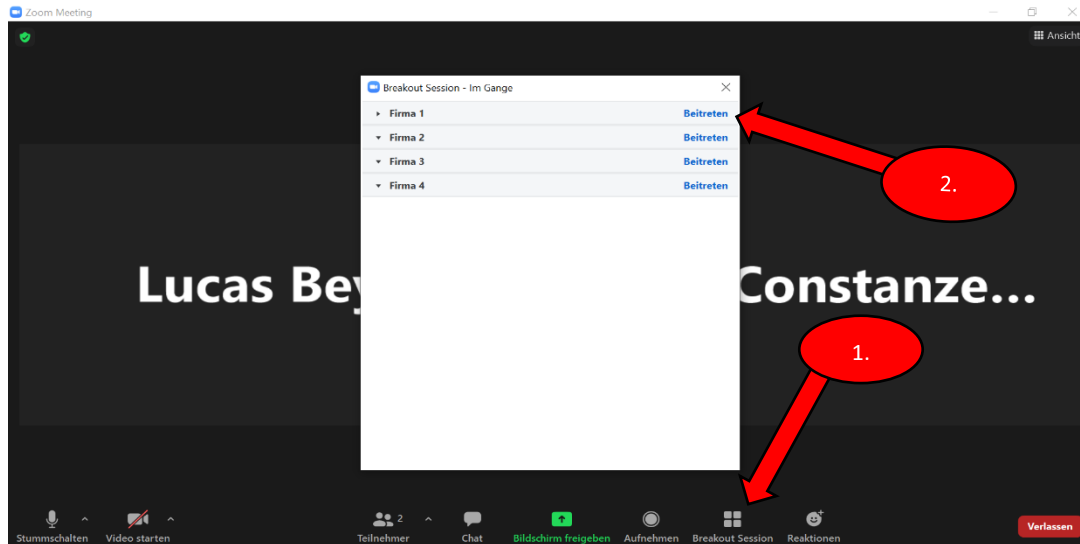 Zoom Meeting
Ansicht
Breakout Session - Im Gange
Firma 1 Beitreten
Firma 2 Beitreten
Firma 3 Beitreten
Firma 4 Beitreten
2.
Lucas Bey
Constanze...
1.
Stummschalten Video starten 2 Teilnehmer Chat Bildschirm freigeben Aufnehmen Breakout Session Reaktionen Verlassen